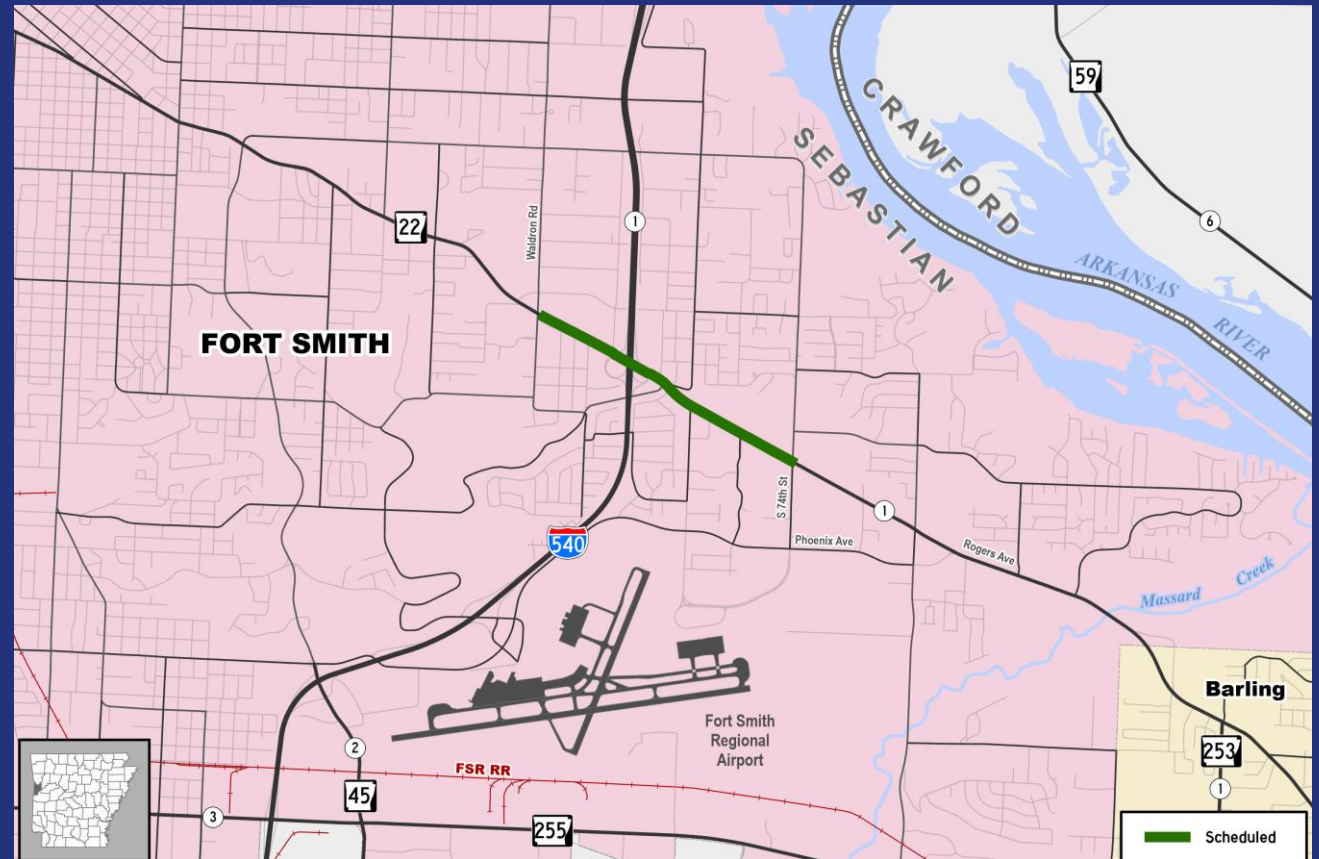 59
CRAWFORD
SEBASTIAN
22
Waldron Rd
1
6
ARKANSAS
RIVER
FORT SMITH
S 74th St
1
540
Phoenix Ave
Rogers Ave
Massard
Creek
Barling
Fort Smith
Regional
Airport
2
253
FSR RR
45
1
3
255
Scheduled